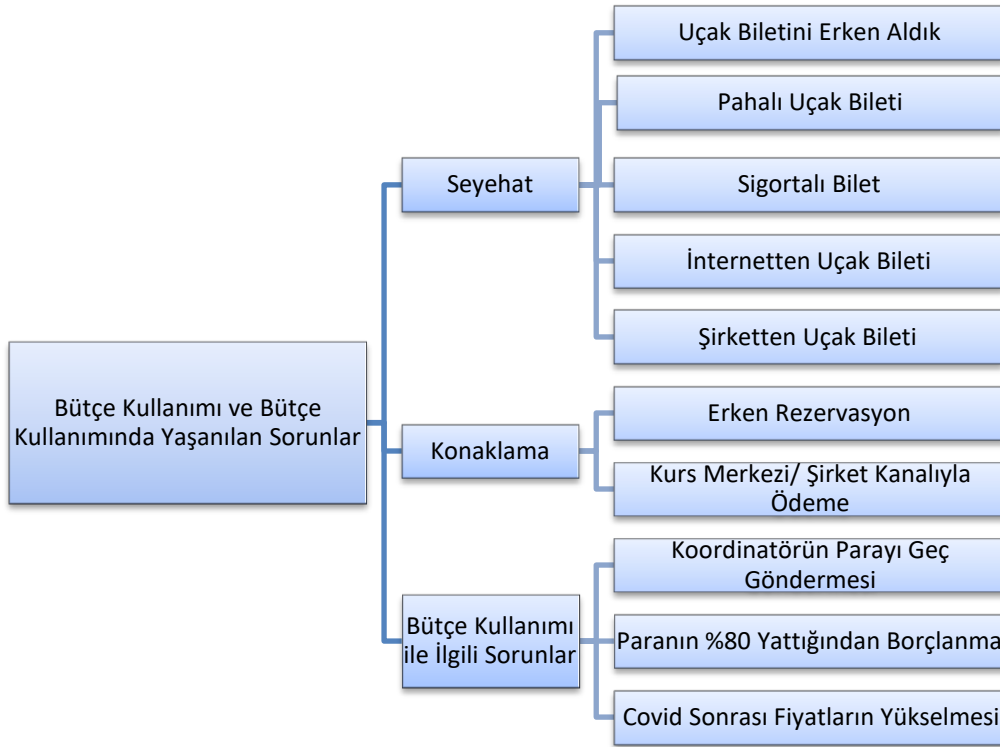 Bütçe Kullanımı ve Bütçe
Kullanımında Yaşanılan Sorunlar
Seyehat
Uçak Biletini Erken Aldık
Pahalı Uçak Bileti
Sigortalı Bilet
İnternetten Uçak Bileti
Şirketten Uçak Bileti
Konaklama
Erken Rezervasyon
Kurs Merkezi/ Şirket Kanalıyla
Ödeme
Bütçe Kullanımı
ile İlgili Sorunlar
Koordinatörün Parayı Geç
Göndermesi
Paranın %80 Yattığından Borçlanma
Covid Sonrası Fiyatların Yükselmesi